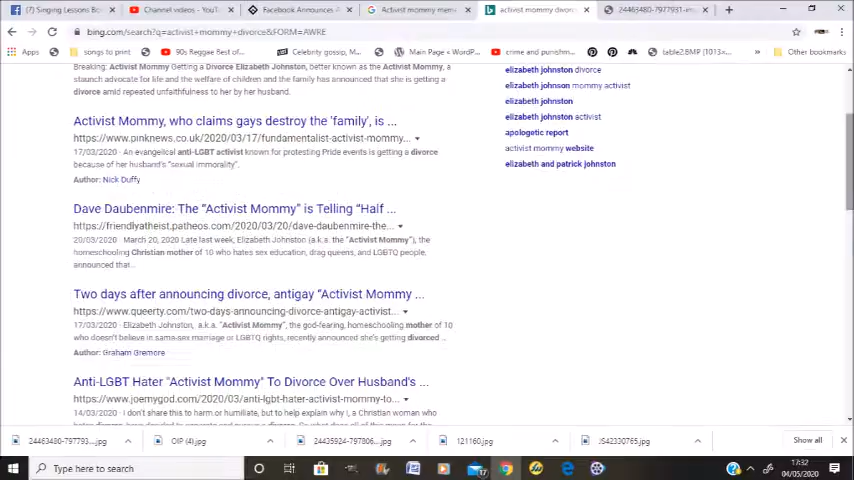 (7) Singing Lessons Bo
Channel videos - YouTu
Facebook Announces A
Activist mommy meme
activist mommy divorc
24463480-7977931-im
bing.com/search?q=activist+mommy+divorce&FORM=AWRE
Apps
songs to print
90s Reggae Best of
Celebrity gossip, M...
Main Page « WordP...
crime and punishm...
table2.BMP (1013×...
Other bookmarks
Breaking: Activist Mommy Getting a Divorce Elizabeth Johnston, better known as the Activist Mommy, a
staunch advocate for life and the welfare of children and the family has announced that she is getting a
divorce amid repeated unfaithfulness to her by her husband.
Activist Mommy, who claims gays destroy the 'family', is ...
https://www.pinknews.co.uk/2020/03/17/fundamentalist-activist-mommy...
17/03/2020 · An evangelical anti-LGBT activist known for protesting Pride events is getting a divorce
because of her husband's "sexual immorality".
Author: Nick Duffy
Dave Daubenmire: The "Activist Mommy" is Telling "Half ...
https://friendlyatheist.patheos.com/2020/03/20/dave-daubenmire-the...
20/03/2020 · March 20, 2020 Late last week, Elizabeth Johnston (a.k.a. the "Activist Mommy"), the
homeschooling Christian mother of 10 who hates sex education, drag queens, and LGBTQ people,
announced that...
Two days after announcing divorce, antigay "Activist Mommy ...
https://www.queerty.com/two-days-announcing-divorce-antigay-activist...
17/03/2020 · Elizabeth Johnston, a.k.a. "Activist Mommy", the god-fearing, homeschooling mother of 10
who doesn't believe in same-sex marriage or LGBTQ rights, recently announced she's getting divorced ...
Author: Graham Gremore
Anti-LGBT Hater "Activist Mommy" To Divorce Over Husband's ...
https://www.joemygod.com/2020/03/anti-lgbt-hater-activist-mommy-to...
14/03/2020 · I don't share this to harm or humiliate, but to help explain why I, a Christian woman who
elizabeth johnston divorce
elizabeth johnson mommy activist
elizabeth johnston
elizabeth johnston activist
apologetic report
activist mommy website
elizabeth and patrick johnston
24463480-797793....jpg
OIP (4).jpg
24435924-797806....jpg
121160.jpg
JS42330765.jpg
Show all
Type here to search
17
17:32
04/05/2020